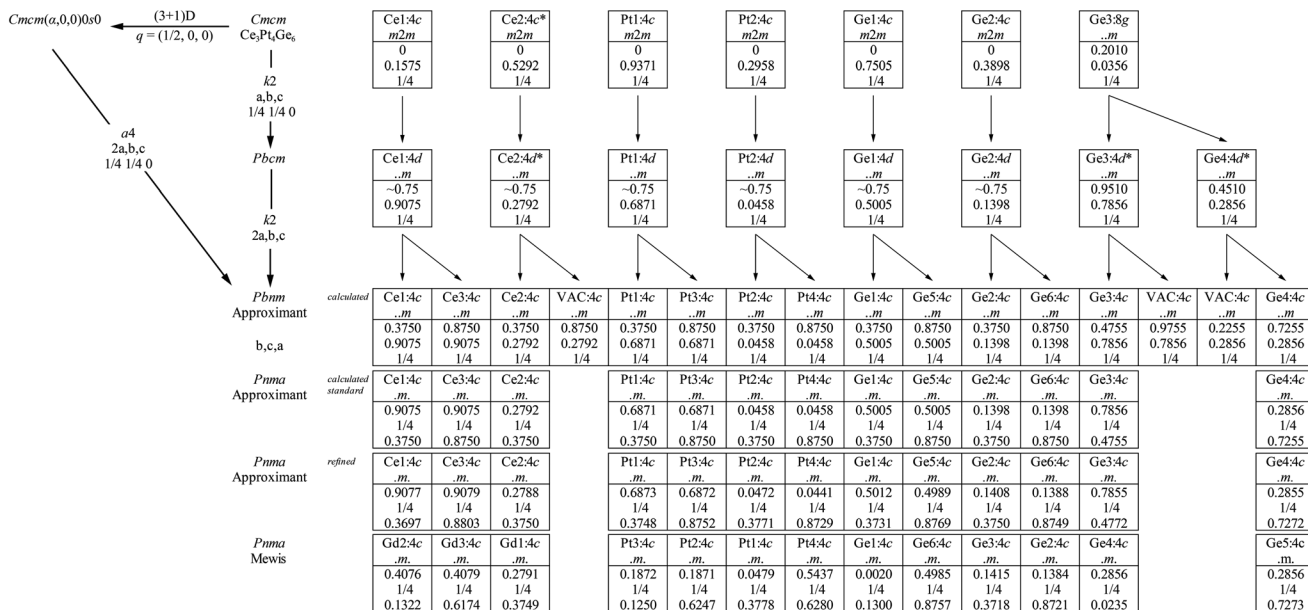 Cmcm(α,0,0)0s0 (3+1)D Cmcm
q = (1/2, 0, 0) Ce₃Pt₄Ge₆
Ce1:4c Ce2:4c* Pt1:4c Pt2:4c Ge1:4c Ge2:4c Ge3:8g
m2m m2m m2m m2m m2m m2m ..m
0 0 0 0 0 0 0.2010
0.1575 0.5292 0.9371 0.2958 0.7505 0.3898 0.0356
1/4 1/4 1/4 1/4 1/4 1/4 1/4
k2
a,b,c
1/4 1/4 0
a4
2a,b,c
1/4 1/4 0
Pbcm
Ce1:4d Ce2:4d* Pt1:4d Pt2:4d Ge1:4d Ge2:4d Ge3:4d* Ge4:4d*
..m ..m ..m ..m ..m ..m ..m ..m
~0.75 ~0.75 ~0.75 ~0.75 ~0.75 ~0.75 0.9510 0.4510
0.9075 0.2792 0.6871 0.0458 0.5005 0.1398 0.7856 0.2856
1/4 1/4 1/4 1/4 1/4 1/4 1/4 1/4
k2
2a,b,c
Pbnm calculated Ce1:4c Ce3:4c Ce2:4c VAC:4c Pt1:4c Pt3:4c Pt2:4c Pt4:4c Ge1:4c Ge5:4c Ge2:4c Ge6:4c Ge3:4c VAC:4c VAC:4c Ge4:4c
Approximant ..m ..m ..m ..m ..m ..m ..m ..m ..m ..m ..m ..m ..m ..m ..m ..m
0.3750 0.8750 0.3750 0.8750 0.3750 0.8750 0.3750 0.8750 0.3750 0.8750 0.3750 0.8750 0.4755 0.9755 0.2255 0.7255
b,c,a 0.9075 0.9075 0.2792 0.2792 0.6871 0.6871 0.0458 0.0458 0.5005 0.5005 0.1398 0.1398 0.7856 0.7856 0.2856 0.2856
1/4 1/4 1/4 1/4 1/4 1/4 1/4 1/4 1/4 1/4 1/4 1/4 1/4 1/4 1/4 1/4
Pnma calculated Ce1:4c Ce3:4c Ce2:4c Pt1:4c Pt3:4c Pt2:4c Pt4:4c Ge1:4c Ge5:4c Ge2:4c Ge6:4c Ge3:4c Ge4:4c
Approximant standard .m. .m. .m. .m. .m. .m. .m. .m. .m. .m. .m. .m. .m.
0.9075 0.9075 0.2792 0.6871 0.6871 0.0458 0.0458 0.5005 0.5005 0.1398 0.1398 0.7856 0.2856
1/4 1/4 1/4 1/4 1/4 1/4 1/4 1/4 1/4 1/4 1/4 1/4 1/4
0.3750 0.8750 0.3750 0.3750 0.8750 0.3750 0.8750 0.3750 0.8750 0.3750 0.8750 0.4755 0.7255
Pnma refined Ce1:4c Ce3:4c Ce2:4c Pt1:4c Pt3:4c Pt2:4c Pt4:4c Ge1:4c Ge5:4c Ge2:4c Ge6:4c Ge3:4c Ge4:4c
Approximant .m. .m. .m. .m. .m. .m. .m. .m. .m. .m. .m. .m. .m.
0.9077 0.9079 0.2788 0.6873 0.6872 0.0472 0.0441 0.5012 0.4989 0.1408 0.1388 0.7855 0.2855
1/4 1/4 1/4 1/4 1/4 1/4 1/4 1/4 1/4 1/4 1/4 1/4 1/4
0.3697 0.8803 0.3750 0.3748 0.8752 0.3771 0.8729 0.3731 0.8769 0.3750 0.8749 0.4772 0.7272
Pnma Gd2:4c Gd3:4c Gd1:4c Pt3:4c Pt2:4c Pt1:4c Pt4:4c Ge1:4c Ge6:4c Ge3:4c Ge2:4c Ge4:4c Ge5:4c
Mewis .m. .m. .m. .m. .m. .m. .m. .m. .m. .m. .m. .m. .m.
0.4076 0.4079 0.2791 0.1872 0.1871 0.0479 0.5437 0.0020 0.4985 0.1415 0.1384 0.2856 0.2856
1/4 1/4 1/4 1/4 1/4 1/4 1/4 1/4 1/4 1/4 1/4 1/4 1/4
0.1322 0.6174 0.3749 0.1250 0.6247 0.3778 0.6280 0.1300 0.8757 0.3718 0.8721 0.0235 0.7273